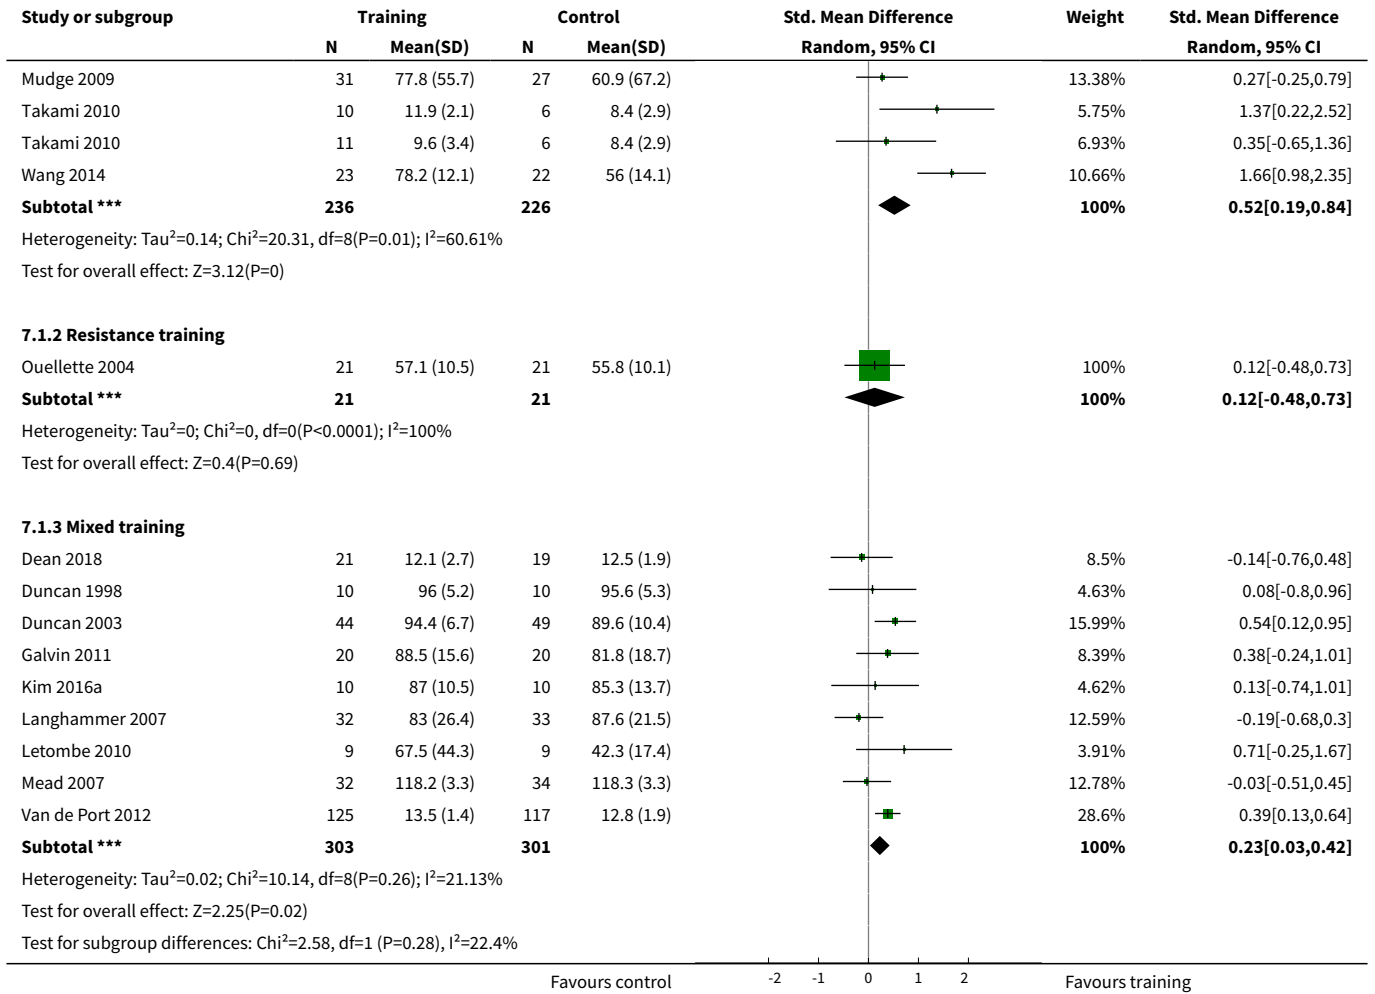 Study or subgroup Training Control Std. Mean Difference Weight Std. Mean Difference
N Mean(SD) N Mean(SD) Random, 95% CI Random, 95% CI
Mudge 2009 31 77.8 (55.7) 27 60.9 (67.2) 13.38% 0.27[-0.25,0.79]
Takami 2010 10 11.9 (2.1) 6 8.4 (2.9) 5.75% 1.37[0.22,2.52]
Takami 2010 11 9.6 (3.4) 6 8.4 (2.9) 6.93% 0.35[-0.65,1.36]
Wang 2014 23 78.2 (12.1) 22 56 (14.1) 10.66% 1.66[0.98,2.35]
Subtotal *** 236 226 100% 0.52[0.19,0.84]
Heterogeneity: Tau²=0.14; Chi²=20.31, df=8(P=0.01); I²=60.61%
Test for overall effect: Z=3.12(P=0)
7.1.2 Resistance training
Ouellette 2004 21 57.1 (10.5) 21 55.8 (10.1) 100% 0.12[-0.48,0.73]
Subtotal *** 21 21 100% 0.12[-0.48,0.73]
Heterogeneity: Tau²=0; Chi²=0, df=0(P<0.0001); I²=100%
Test for overall effect: Z=0.4(P=0.69)
7.1.3 Mixed training
Dean 2018 21 12.1 (2.7) 19 12.5 (1.9) 8.5% -0.14[-0.76,0.48]
Duncan 1998 10 96 (5.2) 10 95.6 (5.3) 4.63% 0.08[-0.8,0.96]
Duncan 2003 44 94.4 (6.7) 49 89.6 (10.4) 15.99% 0.54[0.12,0.95]
Galvin 2011 20 88.5 (15.6) 20 81.8 (18.7) 8.39% 0.38[-0.24,1.01]
Kim 2016a 10 87 (10.5) 10 85.3 (13.7) 4.62% 0.13[-0.74,1.01]
Langhammer 2007 32 83 (26.4) 33 87.6 (21.5) 12.59% -0.19[-0.68,0.3]
Letombe 2010 9 67.5 (44.3) 9 42.3 (17.4) 3.91% 0.71[-0.25,1.67]
Mead 2007 32 118.2 (3.3) 34 118.3 (3.3) 12.78% -0.03[-0.51,0.45]
Van de Port 2012 125 13.5 (1.4) 117 12.8 (1.9) 28.6% 0.39[0.13,0.64]
Subtotal *** 303 301 100% 0.23[0.03,0.42]
Heterogeneity: Tau²=0.02; Chi²=10.14, df=8(P=0.26); I²=21.13%
Test for overall effect: Z=2.25(P=0.02)
Test for subgroup differences: Chi²=2.58, df=1 (P=0.28), I²=22.4%
Favours control -2 -1 0 1 2 Favours training